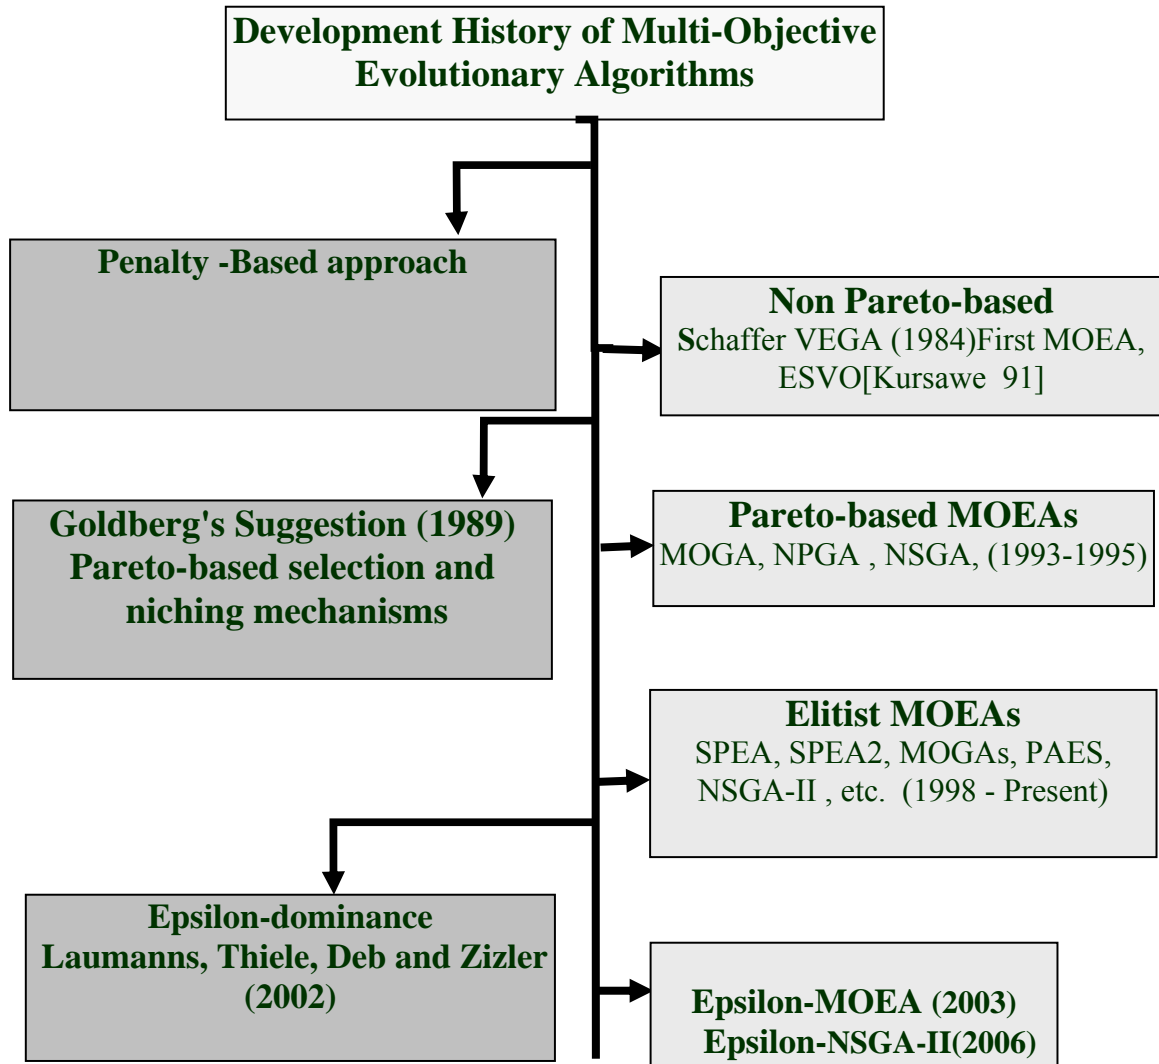 Development History of Multi-Objective
Evolutionary Algorithms
Penalty -Based approach
Non Pareto-based
Schaffer VEGA (1984)First MOEA,
ESVO[Kursawe 91]
Goldberg's Suggestion (1989)
Pareto-based selection and
niching mechanisms
Pareto-based MOEAs
MOGA, NPGA , NSGA, (1993-1995)
Elitist MOEAs
SPEA, SPEA2, MOGAs, PAES,
NSGA-II , etc. (1998 - Present)
Epsilon-dominance
Laumanns, Thiele, Deb and Zizler
(2002)
Epsilon-MOEA (2003)
Epsilon-NSGA-II(2006)